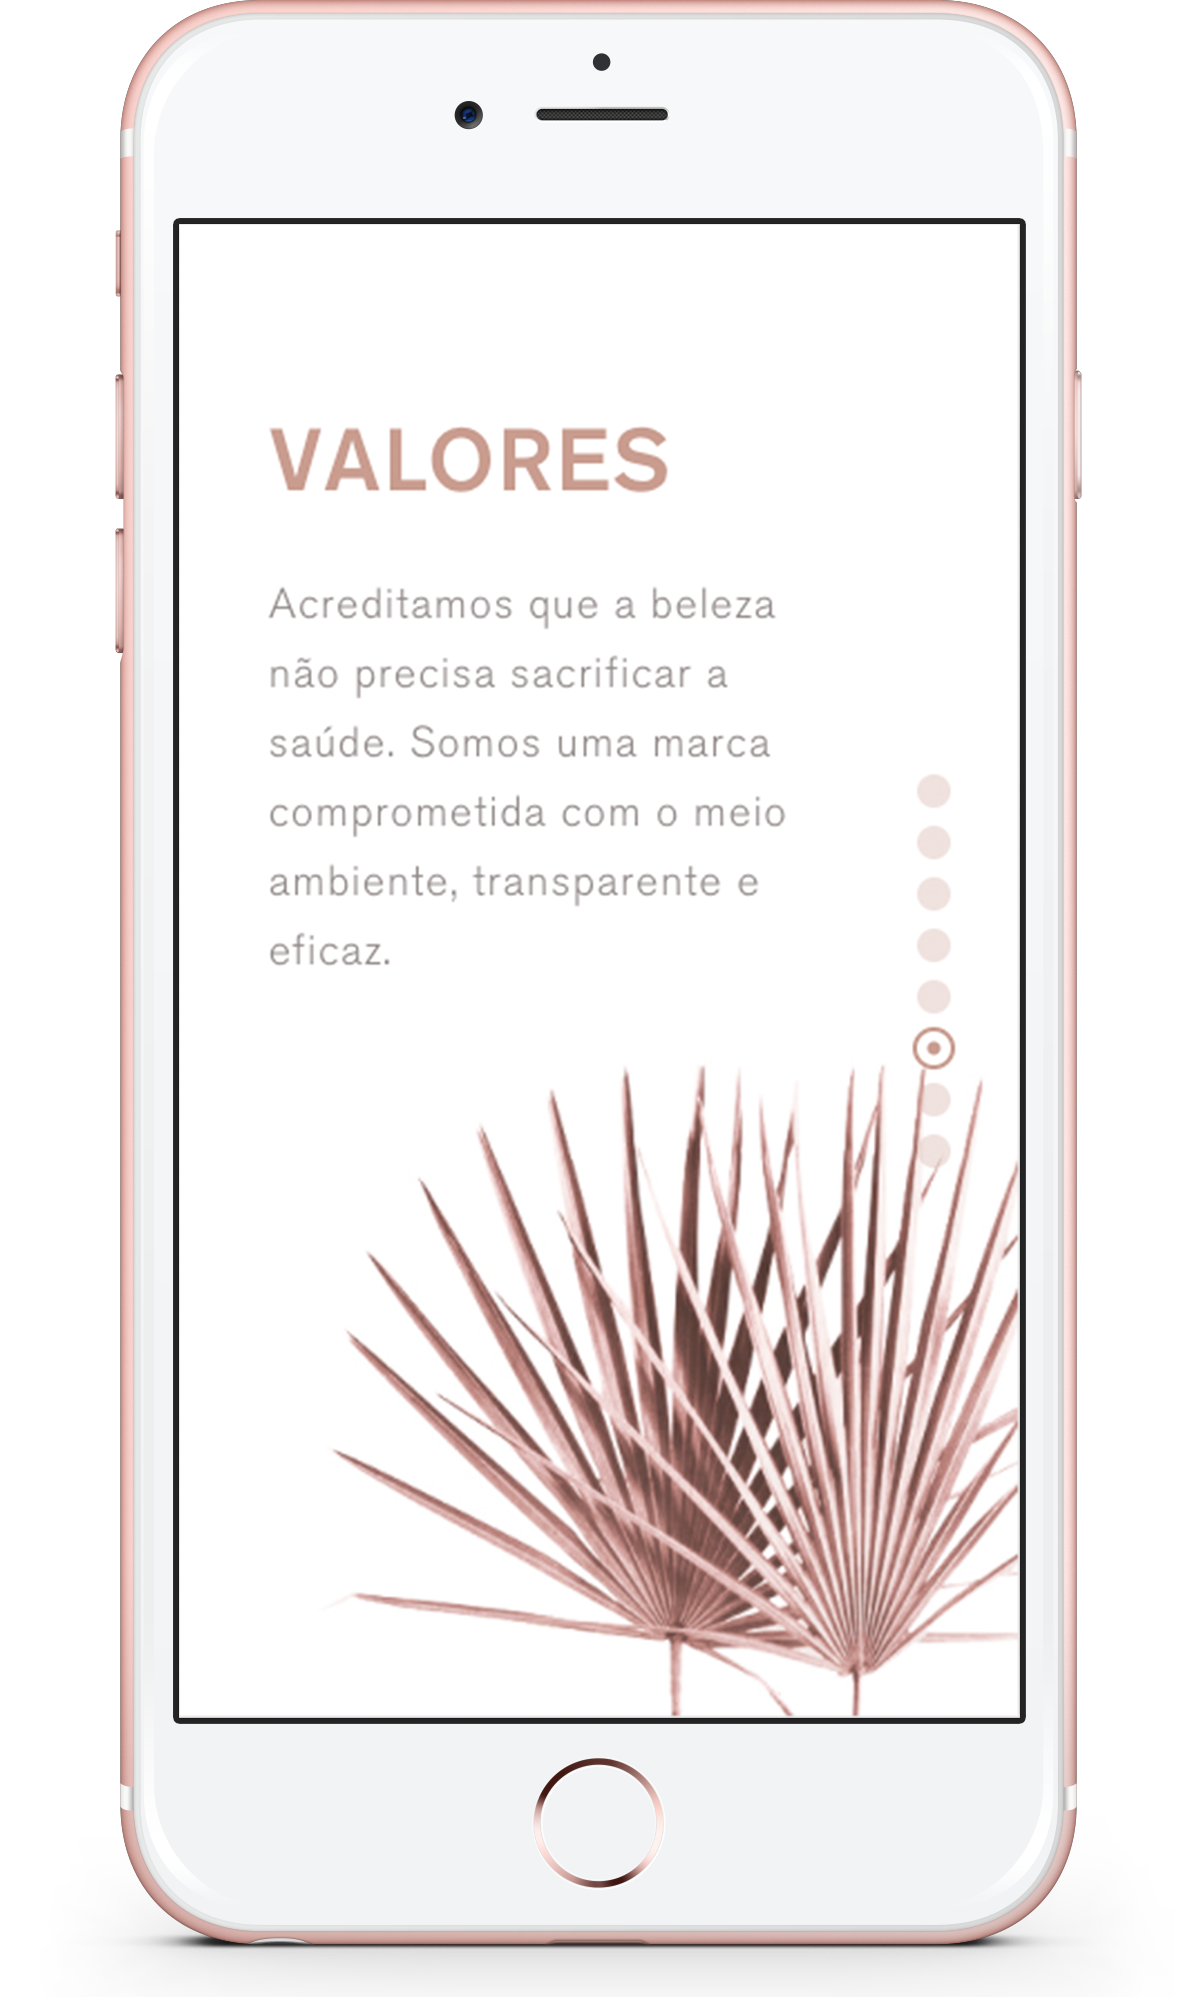 VALORES
Acreditamos que a beleza
não precisa sacrificar a
saúde. Somos uma marca
comprometida com o meio
ambiente, transparente e
eficaz.